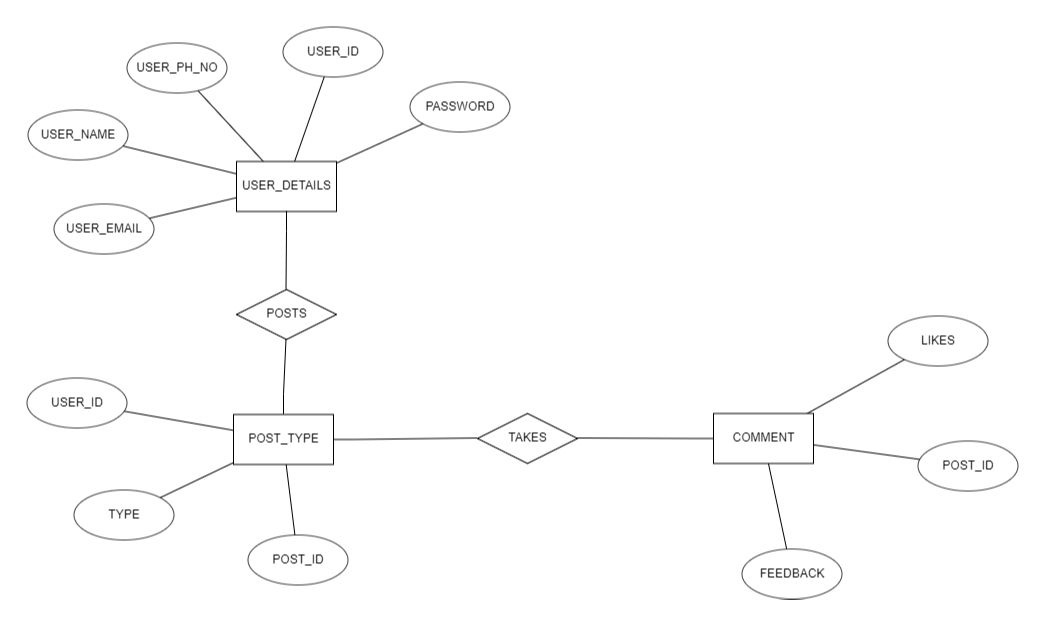 USER_ID
USER_PH_NO
PASSWORD
USER_NAME
USER_DETAILS
USER_EMAIL
POSTS
LIKES
USER_ID
POST_TYPE
TAKES
COMMENT
POST_ID
TYPE
POST_ID
FEEDBACK